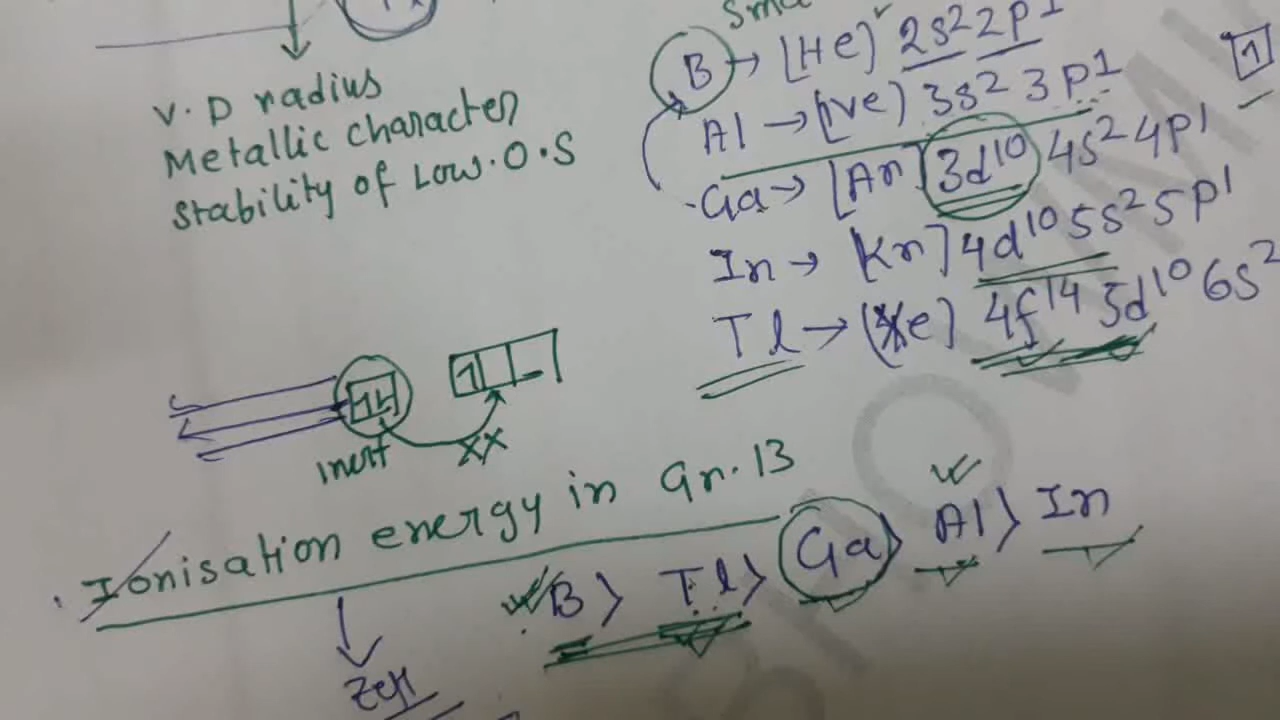 V.D radius
Metallic character
stability of Low.O.S
B → [He] 2s² 2p¹
Al → [Ne] 3s² 3p¹
Ga → [Ar] 3d¹⁰ 4s² 4p¹
In → [Kr] 4d¹⁰ 5s² 5p¹
Tl → [Xe] 4f¹⁴ 5d¹⁰ 6s²
1
inert
XX
Ionisation energy in Gr.13
B > Tl > Ga > Al > In
Zeff